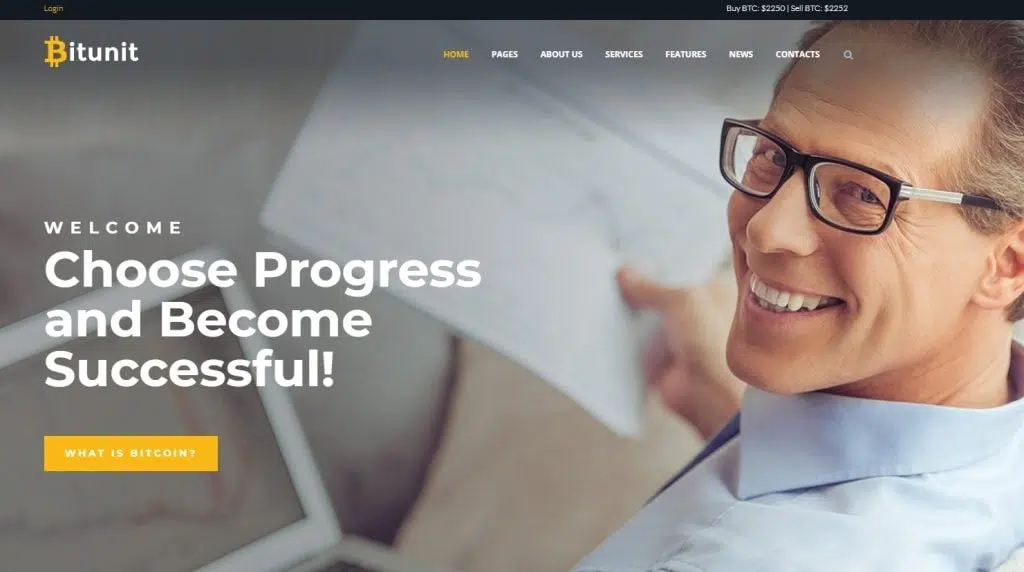 Login
Buy BTC: $2250 | Sell BTC: $2252
Bitunit
HOME PAGES ABOUT US SERVICES FEATURES NEWS CONTACTS
WELCOME
Choose Progress
and Become
Successful!
WHAT IS BITCOIN?